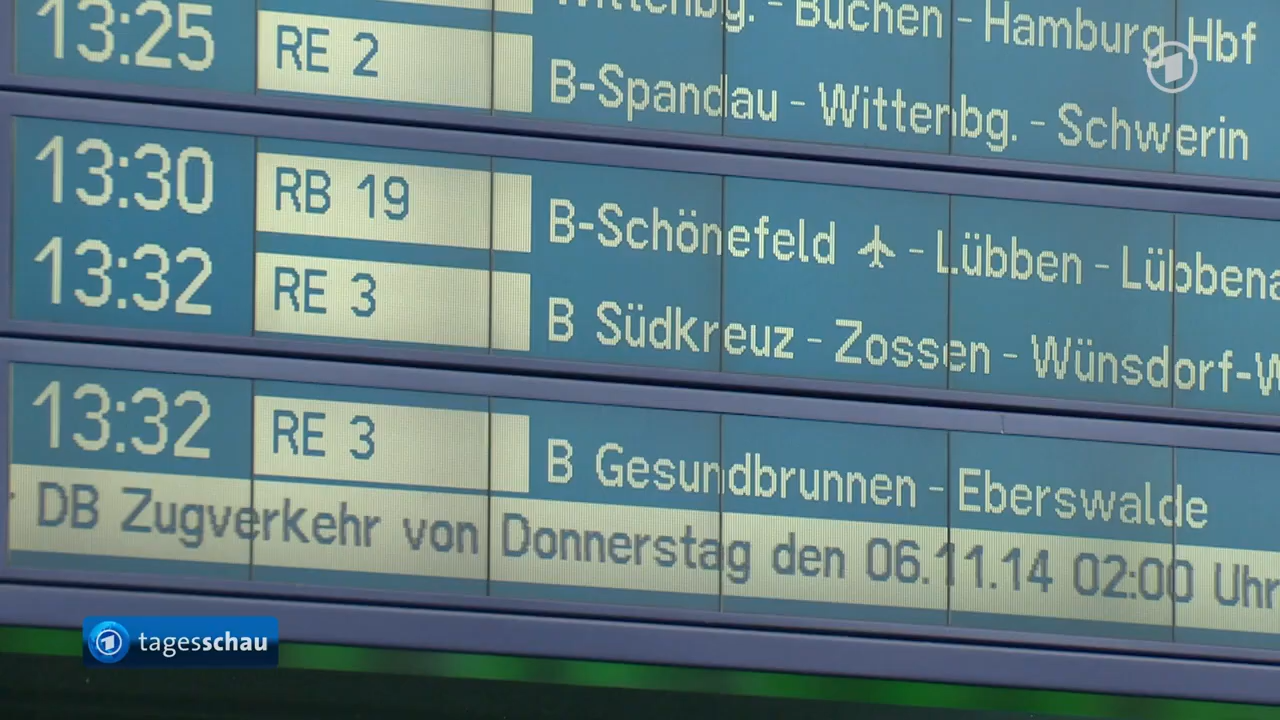 Wittenbg. - Büchen - Hamburg Hbf
13:25 RE 2 B-Spandau - Wittenbg. - Schwerin
13:30 RB 19 B-Schönefeld - Lübben - Lübbena
13:32 RE 3 B Südkreuz - Zossen - Wünsdorf-W
13:32 RE 3 B Gesundbrunnen - Eberswalde
DB Zugverkehr von Donnerstag den 06.11.14 02:00 Uhr
tagesschau